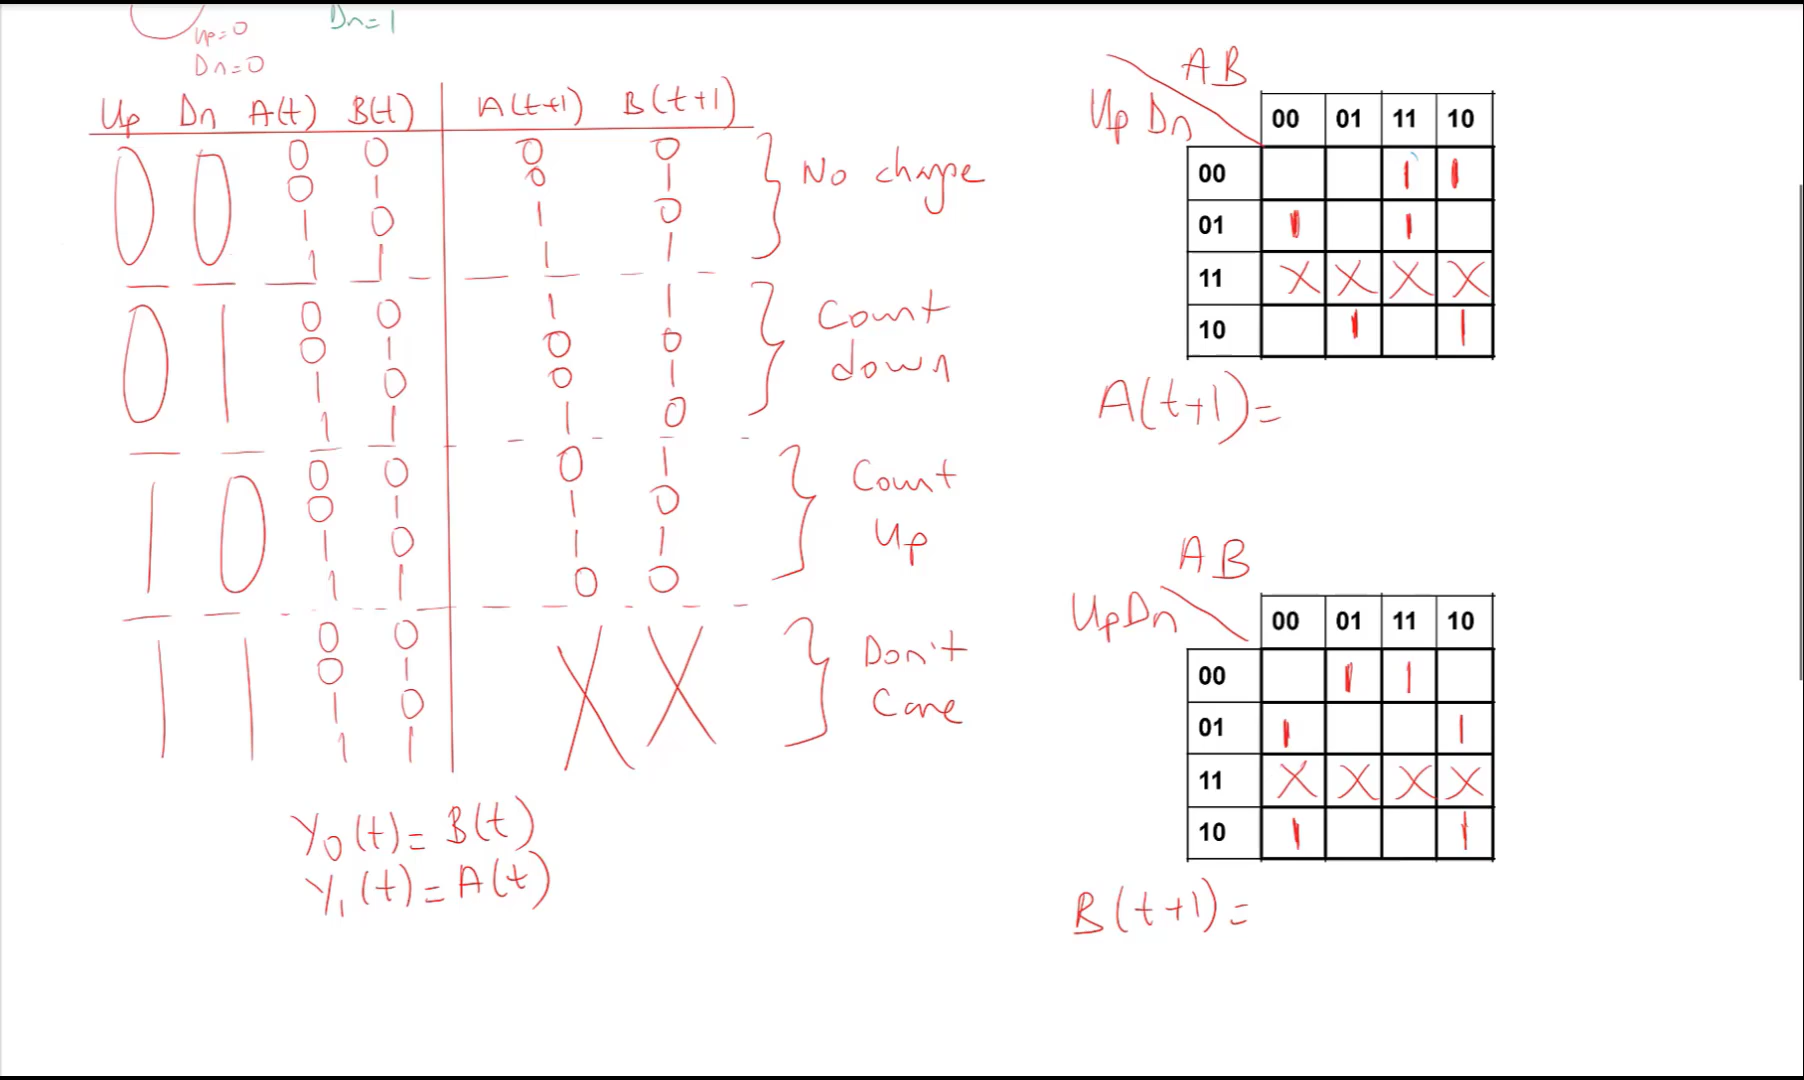 Up=0
Dn=1
Dn=0
Up Dn A(t) B(t) A(t+1) B(t+1)
0 0 0 0 0 0
0 1 0 1
1 0 1 0
1 1 1 1
No change
0 1 0 0 1 1
0 1 0 0
1 0 0 1
1 1 1 0
Count
down
1 0 0 0 0 1
0 1 1 0
1 0 1 1
1 1 0 0
Count
Up
1 1 0 0 X X
0 1
1 0
1 1
Don't
Care
Y0(t)= B(t)
Y1(t)= A(t)
AB
Up Dn
00 01 11 10
00 1 1
01 1 1
11 X X X X
10 1 1
A(t+1)=
AB
UpDn
00 01 11 10
00 1 1
01 1 1
11 X X X X
10 1 1
B(t+1)=